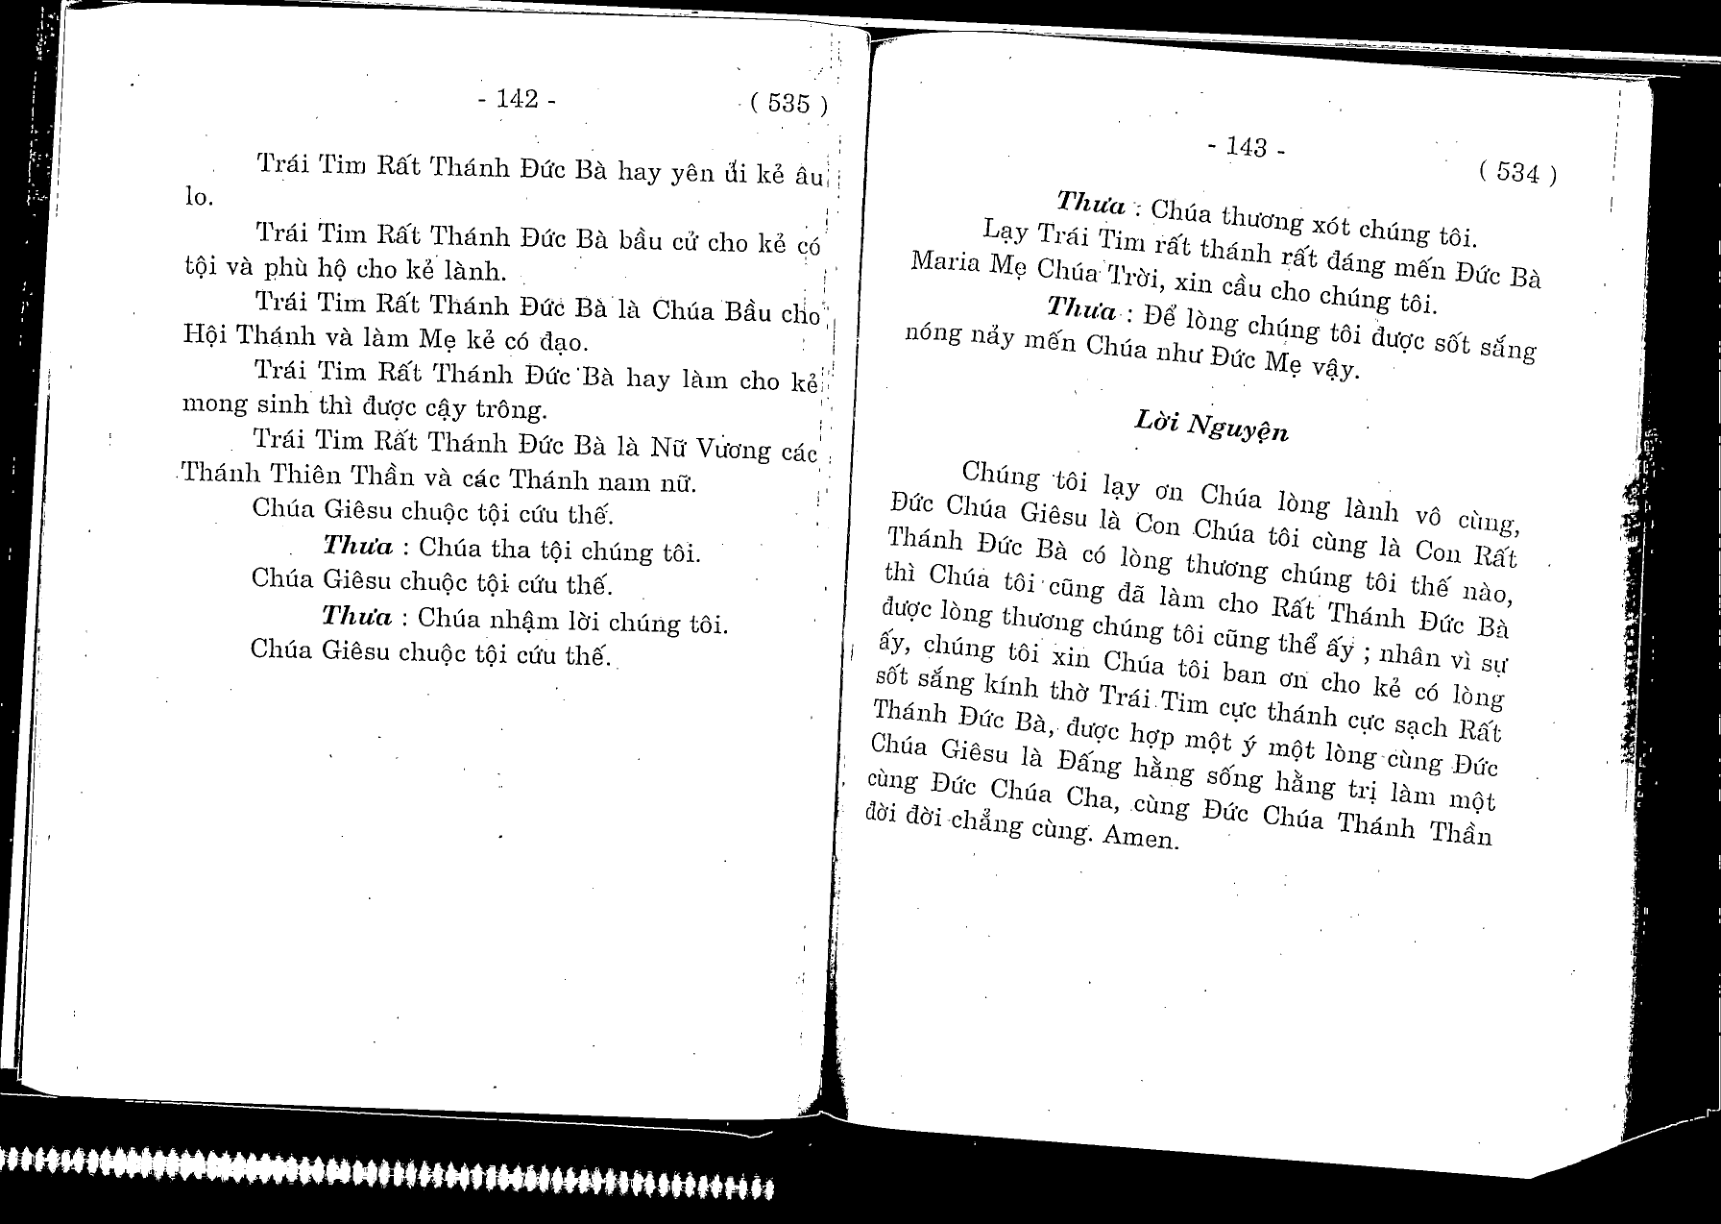 - 142 -
( 535 )
Trái Tim Rất Thánh Đức Bà hay yên ủi kẻ âu
lo.
Trái Tim Rất Thánh Đức Bà bầu cử cho kẻ có
tội và phù hộ cho kẻ lành.
Trái Tim Rất Thánh Đức Bà là Chúa Bầu cho
Hội Thánh và làm Mẹ kẻ có đạo.
Trái Tim Rất Thánh Đức Bà hay làm cho kẻ
mong sinh thì được cậy trông.
Trái Tim Rất Thánh Đức Bà là Nữ Vương các
Thánh Thiên Thần và các Thánh nam nữ.
Chúa Giêsu chuộc tội cứu thế.
Thưa : Chúa tha tội chúng tôi.
Chúa Giêsu chuộc tội cứu thế.
Thưa : Chúa nhậm lời chúng tôi.
Chúa Giêsu chuộc tội cứu thế.
- 143 -
( 534 )
Thưa : Chúa thương xót chúng tôi.
Lạy Trái Tim rất thánh rất đáng mến Đức Bà
Maria Mẹ Chúa Trời, xin cầu cho chúng tôi.
Thưa : Để lòng chúng tôi được sốt sắng
nóng nảy mến Chúa như Đức Mẹ vậy.
Lời Nguyện
Chúng tôi lạy ơn Chúa lòng lành vô cùng,
Đức Chúa Giêsu là Con Chúa tôi cùng là Con Rất
Thánh Đức Bà có lòng thương chúng tôi thế nào,
thì Chúa tôi cũng đã làm cho Rất Thánh Đức Bà
được lòng thương chúng tôi cũng thể ấy ; nhân vì sự
ấy, chúng tôi xin Chúa tôi ban ơn cho kẻ có lòng
sốt sắng kính thờ Trái Tim cực thánh cực sạch Rất
Thánh Đức Bà, được hợp một ý một lòng cùng Đức
Chúa Giêsu là Đấng hằng sống hằng trị làm một
cùng Đức Chúa Cha, cùng Đức Chúa Thánh Thần
đời đời chẳng cùng. Amen.